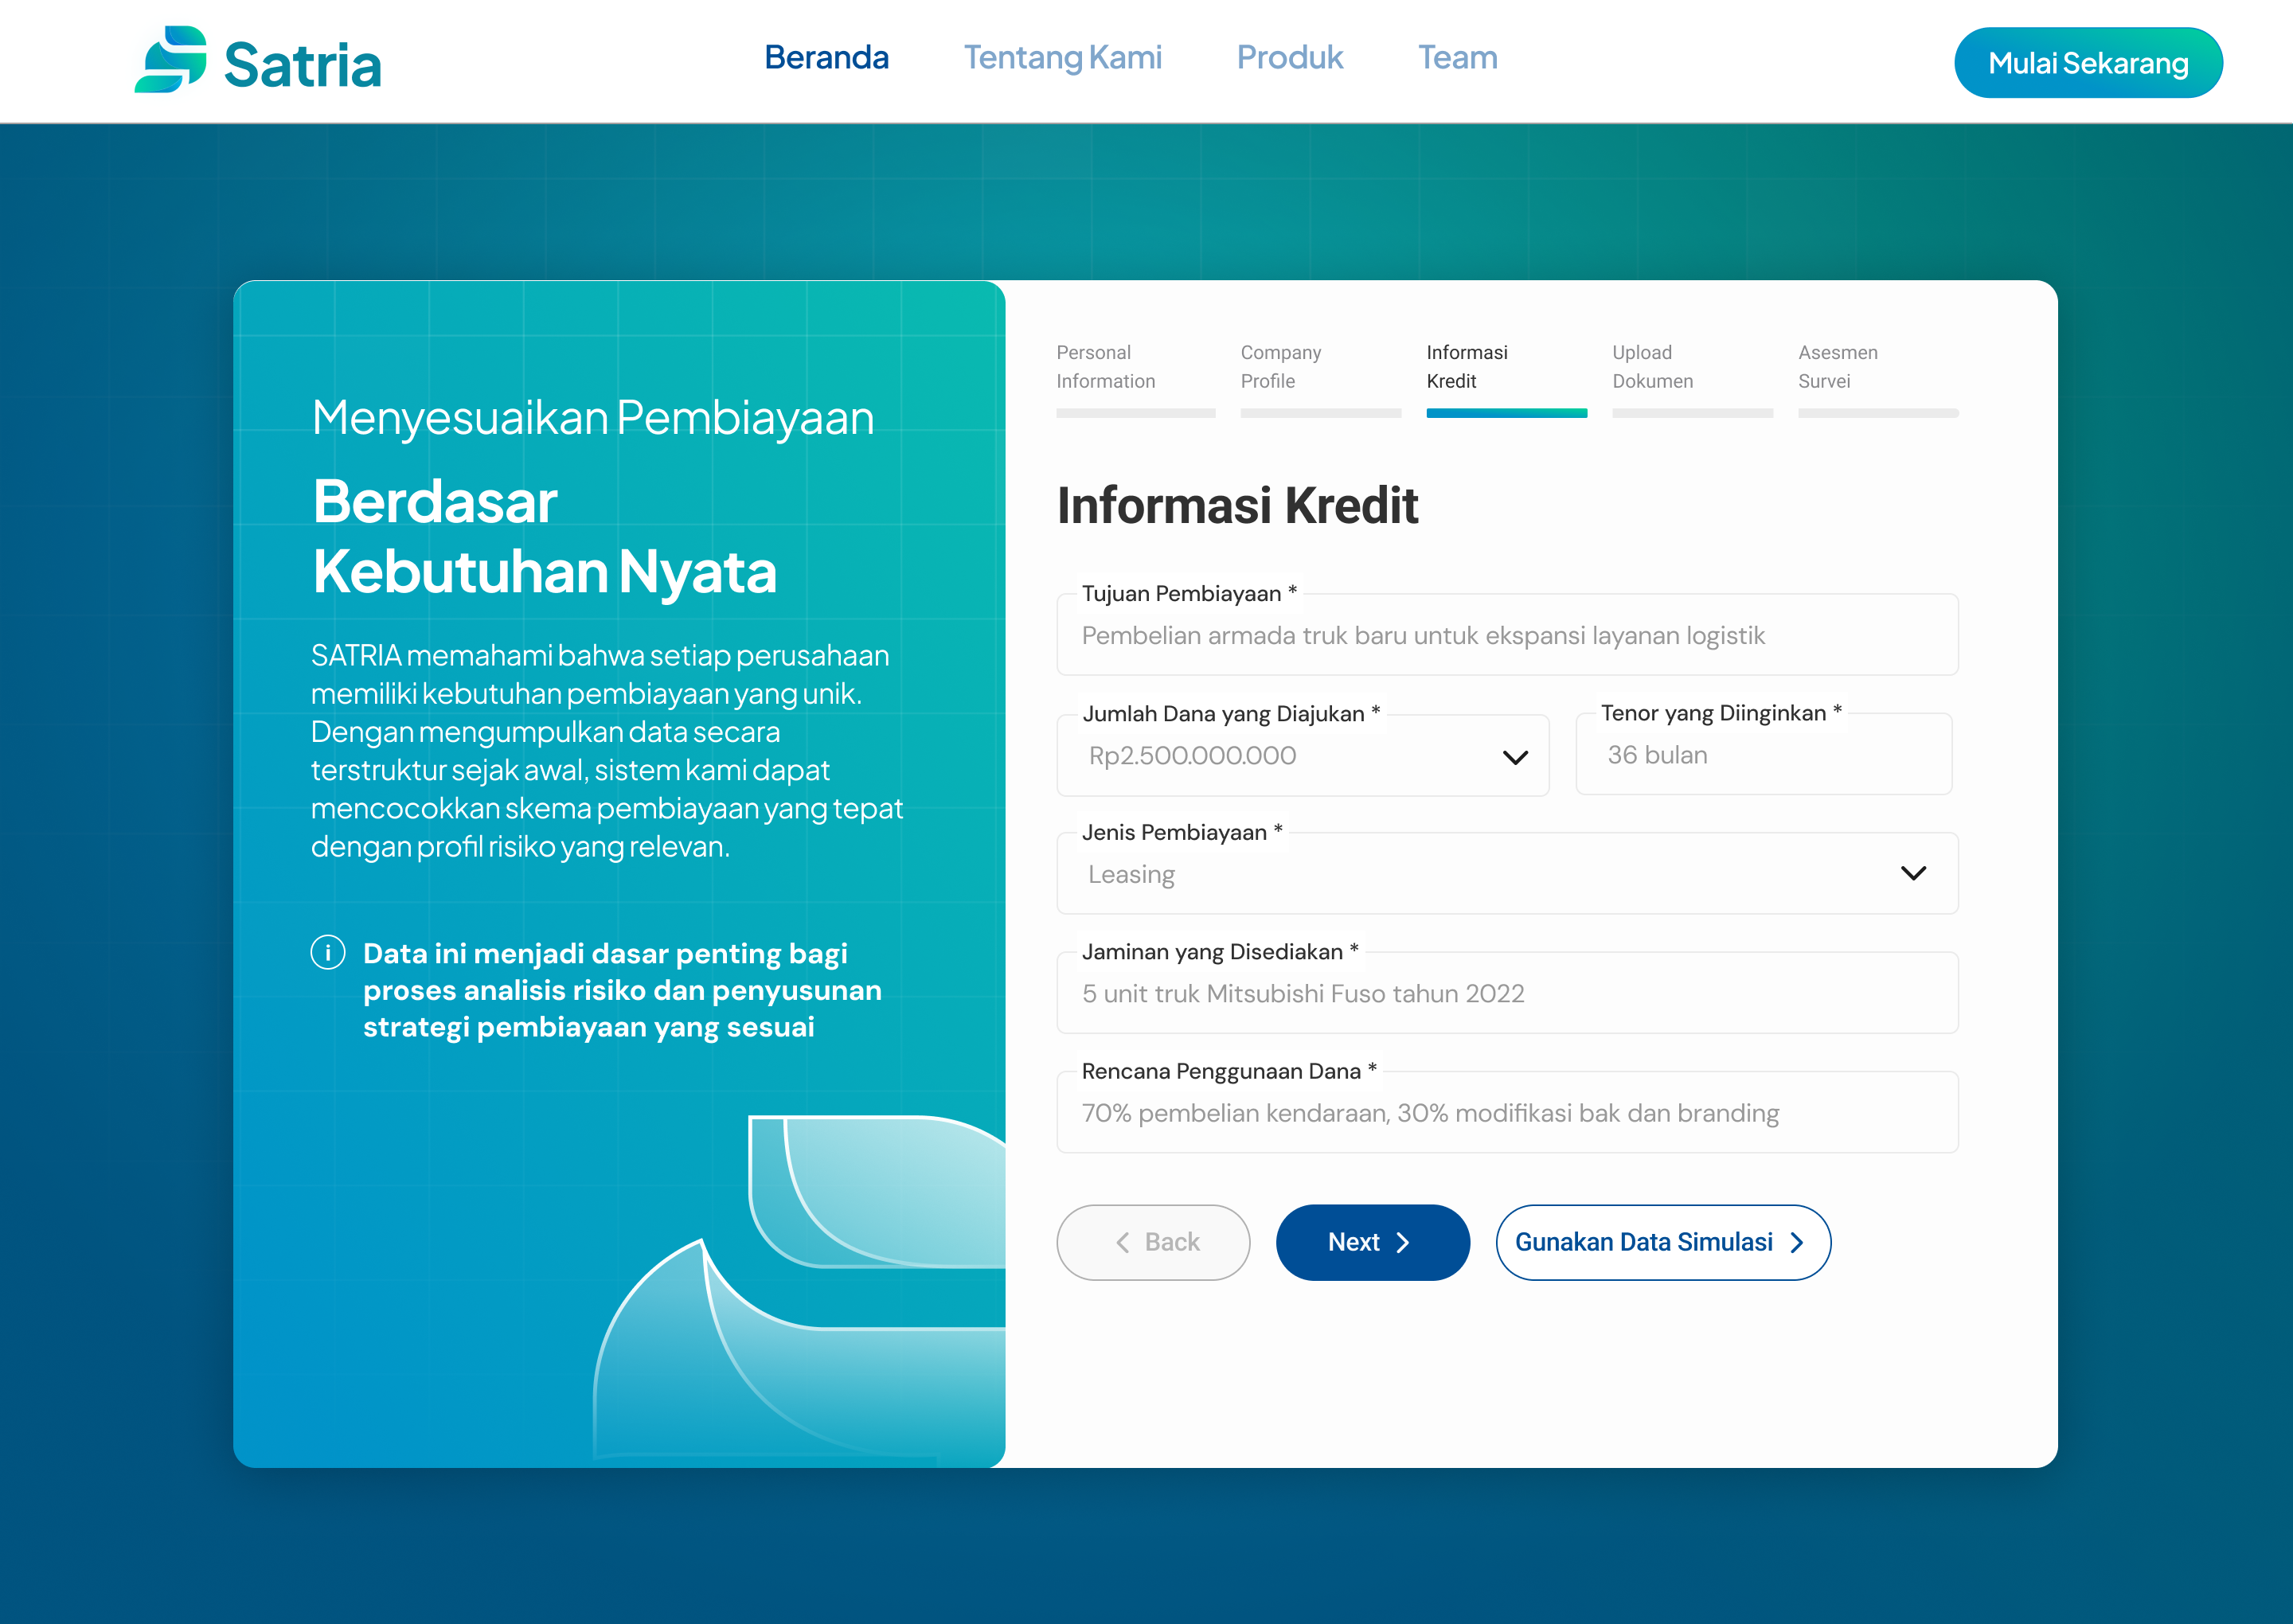 Satria
Beranda
Tentang Kami
Produk
Team
Mulai Sekarang
Menyesuaikan Pembiayaan
Berdasar
Kebutuhan Nyata
SATRIA memahami bahwa setiap perusahaan
memiliki kebutuhan pembiayaan yang unik.
Dengan mengumpulkan data secara
terstruktur sejak awal, sistem kami dapat
mencocokkan skema pembiayaan yang tepat
dengan profil risiko yang relevan.
Data ini menjadi dasar penting bagi
proses analisis risiko dan penyusunan
strategi pembiayaan yang sesuai
Personal
Information
Company
Profile
Informasi
Kredit
Upload
Dokumen
Asesmen
Survei
Informasi Kredit
Tujuan Pembiayaan *
Pembelian armada truk baru untuk ekspansi layanan logistik
Jumlah Dana yang Diajukan *
Rp2.500.000.000
Tenor yang Diinginkan *
36 bulan
Jenis Pembiayaan *
Leasing
Jaminan yang Disediakan *
5 unit truk Mitsubishi Fuso tahun 2022
Rencana Penggunaan Dana *
70% pembelian kendaraan, 30% modifikasi bak dan branding
Back
Next
Gunakan Data Simulasi